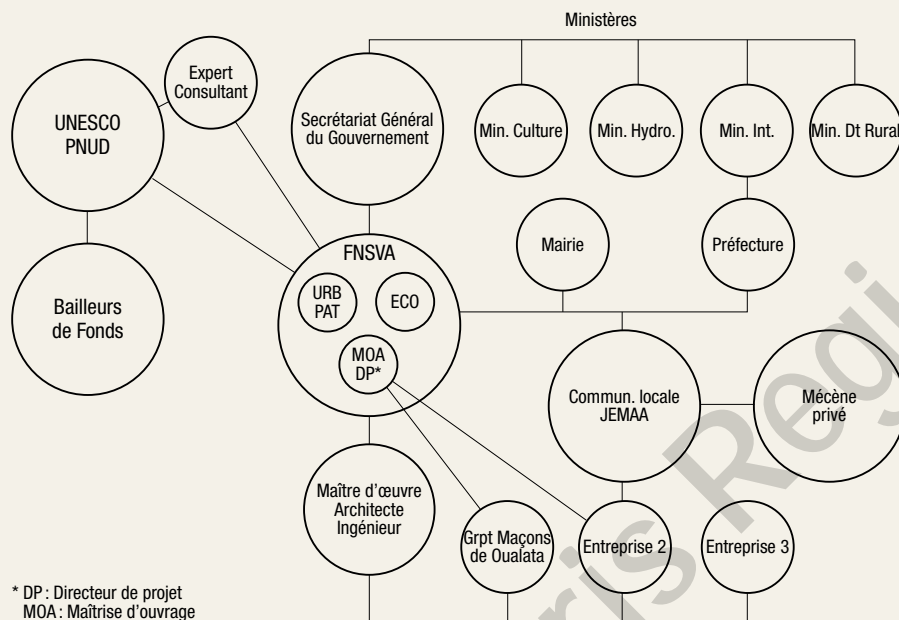 Ministères
Expert
Consultant
UNESCO
PNUD
Secrétariat Général
du Gouvernement
Min. Culture
Min. Hydro.
Min. Int.
Min. Dt Rural
FNSVA
Mairie
Préfecture
URB
PAT
ECO
Bailleurs
de Fonds
MOA
DP*
Commun. locale
JEMAA
Mécène
privé
Maître d'œuvre
Architecte
Ingénieur
Grpt Maçons
de Oualata
Entreprise 2
Entreprise 3
* DP : Directeur de projet
MOA : Maîtrise d'ouvrage
ris Regi